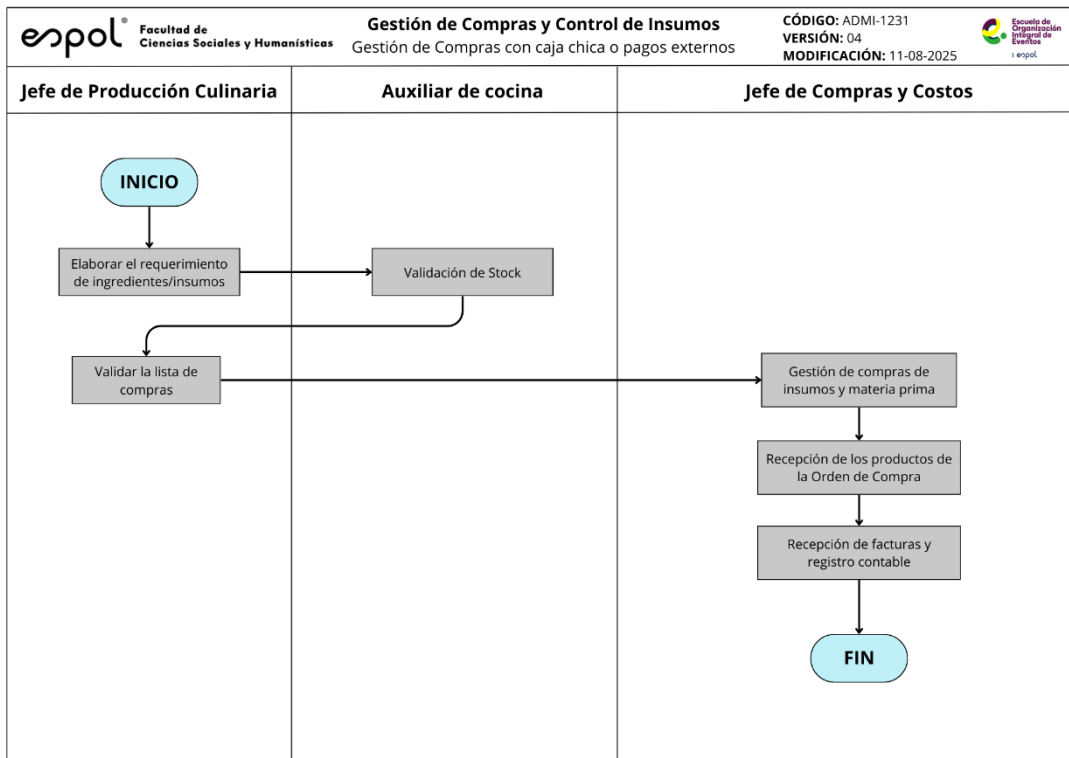 espol
Facultad de
Ciencias Sociales y Humanísticas
Gestión de Compras y Control de Insumos
Gestión de Compras con caja chica o pagos externos
CÓDIGO: ADMI-1231
VERSIÓN: 04
MODIFICACIÓN: 11-08-2025
Escuela de
Organización
Integral de
Eventos
espol
Jefe de Producción Culinaria
Auxiliar de cocina
Jefe de Compras y Costos
INICIO
Elaborar el requerimiento
de ingredientes/insumos
Validación de Stock
Validar la lista de
compras
Gestión de compras de
insumos y materia prima
Recepción de los productos de
la Orden de Compra
Recepción de facturas y
registro contable
FIN